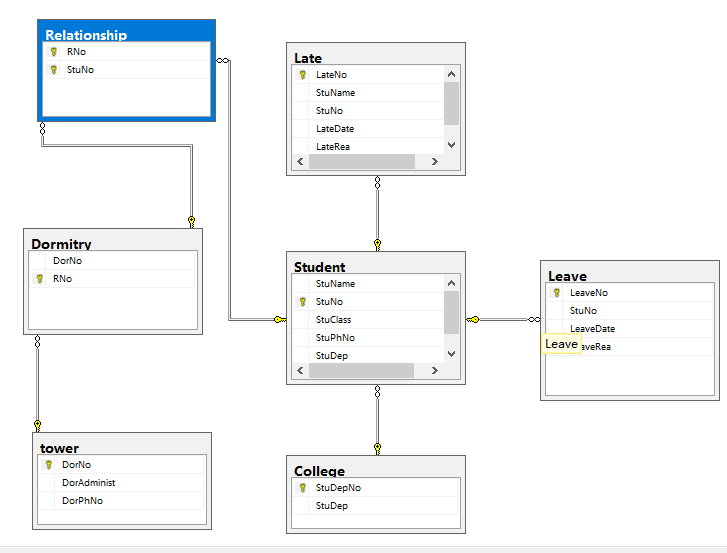 Relationship
RNo
StuNo
Late
LateNo
StuName
StuNo
LateDate
LateRea
Dormitry
DorNo
RNo
Student
StuName
StuNo
StuClass
StuPhNo
StuDep
Leave
LeaveNo
StuNo
LeaveDate
Leave
aveRea
tower
DorNo
DorAdminist
DorPhNo
College
StuDepNo
StuDep